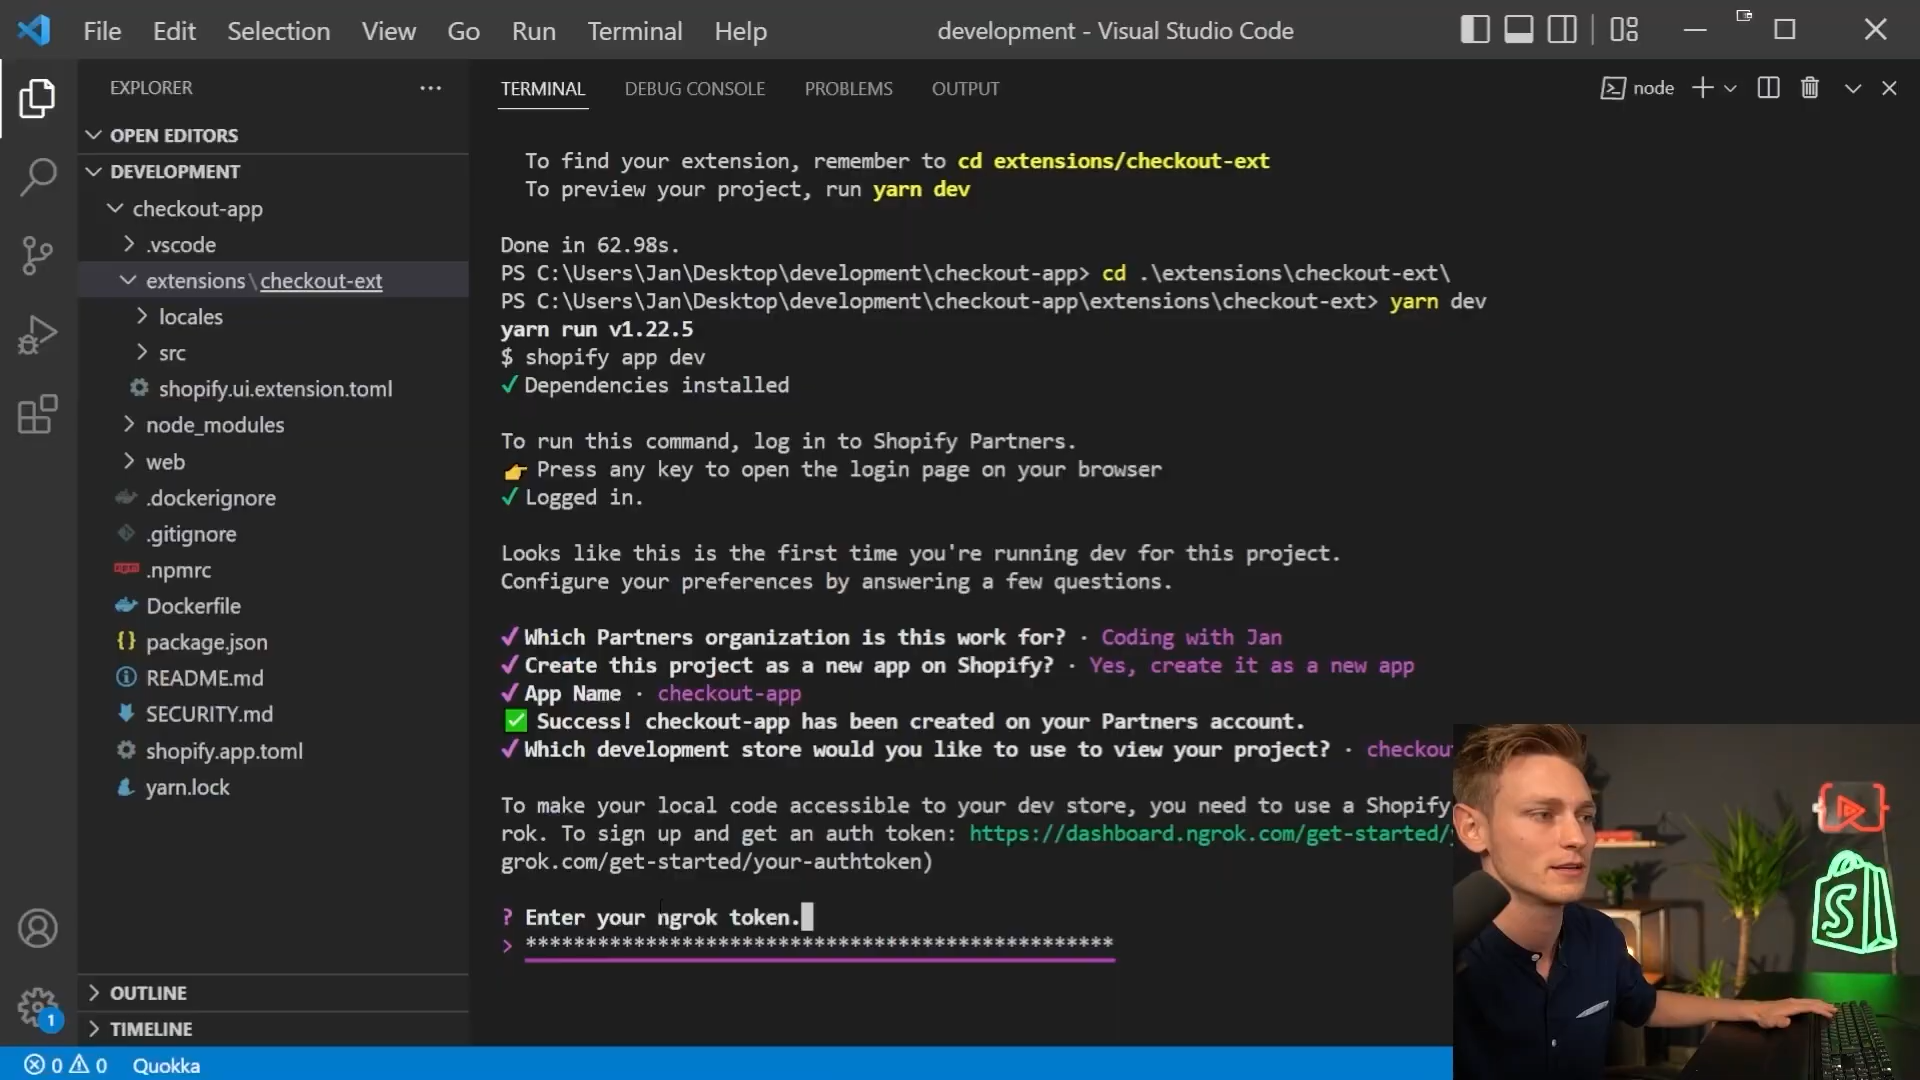 File Edit Selection View Go Run Terminal Help
development - Visual Studio Code
EXPLORER
OPEN EDITORS
DEVELOPMENT
checkout-app
.vscode
extensions\checkout-ext
locales
src
shopify.ui.extension.toml
node_modules
web
.dockerignore
.gitignore
.npmrc
Dockerfile
package.json
README.md
SECURITY.md
shopify.app.toml
yarn.lock
OUTLINE
TIMELINE
1
0 0 Quokka
TERMINAL DEBUG CONSOLE PROBLEMS OUTPUT
node
To find your extension, remember to cd extensions/checkout-ext
To preview your project, run yarn dev
Done in 62.98s.
PS C:\Users\Jan\Desktop\development\checkout-app> cd .\extensions\checkout-ext\
PS C:\Users\Jan\Desktop\development\checkout-app\extensions\checkout-ext> yarn dev
yarn run v1.22.5
$ shopify app dev
✓ Dependencies installed
To run this command, log in to Shopify Partners.
👉 Press any key to open the login page on your browser
✓ Logged in.
Looks like this is the first time you're running dev for this project.
Configure your preferences by answering a few questions.
✓ Which Partners organization is this work for? · Coding with Jan
✓ Create this project as a new app on Shopify? · Yes, create it as a new app
✓ App Name · checkout-app
✅ Success! checkout-app has been created on your Partners account.
✓ Which development store would you like to use to view your project? ·
To make your local code accessible to your dev store, you need to use a Shopify
rok. To sign up and get an auth token: https://dashboard.ngrok.com/get-started/
grok.com/get-started/your-authtoken)
? Enter your ngrok token.
> *************************************************
S